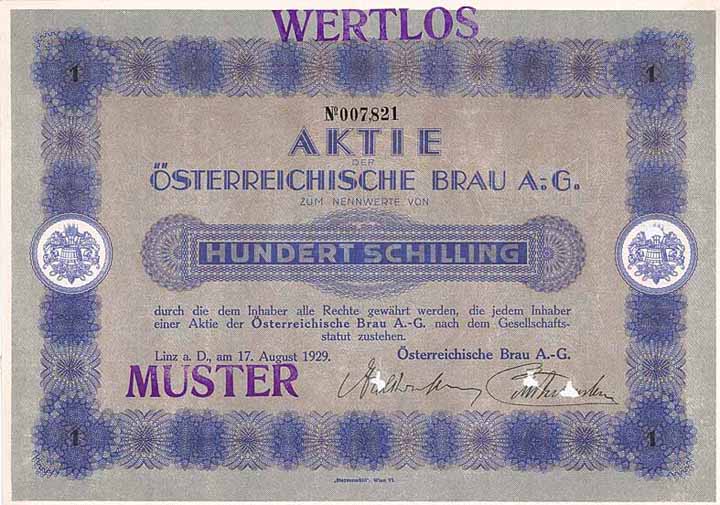 WERTLOS
1 1
№007,821
AKTIE
DER
ÖSTERREICHISCHE BRAU A.-G.
ZUM NENNWERTE VON
HUNDERT SCHILLING
durch die dem Inhaber alle Rechte gewährt werden, die jedem Inhaber
einer Aktie der Österreichische Brau A.-G. nach dem Gesellschafts-
statut zustehen.
Linz a. D., am 17. August 1929. Österreichische Brau A.-G.
MUSTER
1 1